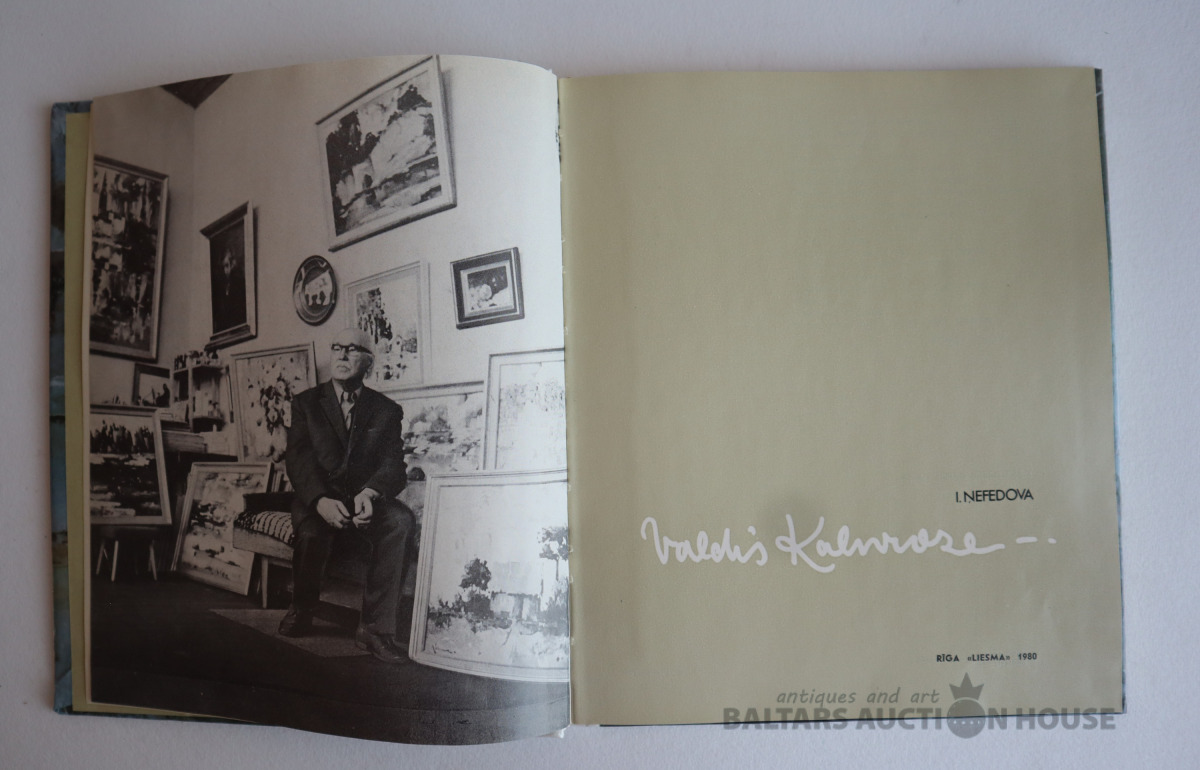 I. NEFEDOVA
Valdis Kalnroze
RĪGA «LIESMA» 1980
antiques and art
BALTARS AUCTION HOUSE